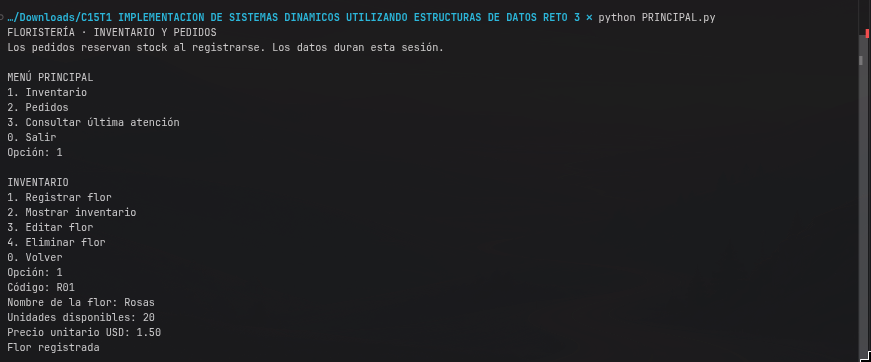 …/Downloads/C1ST1 IMPLEMENTACION DE SISTEMAS DINAMICOS UTILIZANDO ESTRUCTURAS DE DATOS RETO 3 × python PRINCIPAL.py
FLORISTERÍA · INVENTARIO Y PEDIDOS
Los pedidos reservan stock al registrarse. Los datos duran esta sesión.
MENÚ PRINCIPAL
1. Inventario
2. Pedidos
3. Consultar última atención
0. Salir
Opción: 1
INVENTARIO
1. Registrar flor
2. Mostrar inventario
3. Editar flor
4. Eliminar flor
0. Volver
Opción: 1
Código: R01
Nombre de la flor: Rosas
Unidades disponibles: 20
Precio unitario USD: 1.50
Flor registrada